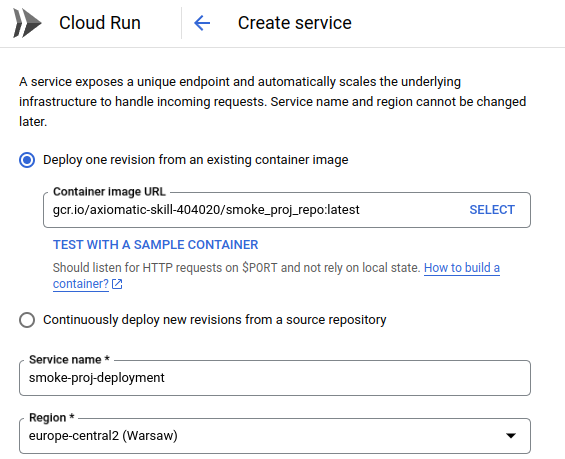 Cloud Run
Create service
A service exposes a unique endpoint and automatically scales the underlying
infrastructure to handle incoming requests. Service name and region cannot be changed
later.
Deploy one revision from an existing container image
Container image URL
gcr.io/axiomatic-skill-404020/smoke_proj_repo:latest
SELECT
TEST WITH A SAMPLE CONTAINER
Should listen for HTTP requests on $PORT and not rely on local state. How to build a
container?
Continuously deploy new revisions from a source repository
Service name *
smoke-proj-deployment
Region *
europe-central2 (Warsaw)